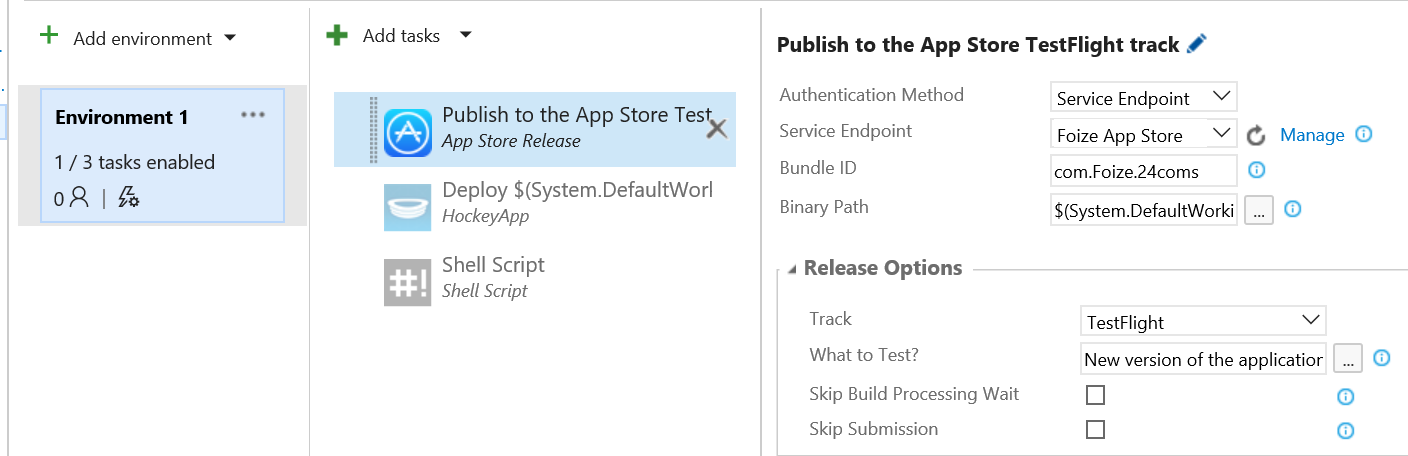 Add environment
Environment 1
1 / 3 tasks enabled
0
Add tasks
Publish to the App Store Test
App Store Release
Deploy $(System.DefaultWorl
HockeyApp
#!
Shell Script
Shell Script
Publish to the App Store TestFlight track
Authentication Method Service Endpoint
Service Endpoint Foize App Store Manage
Bundle ID com.Foize.24coms
Binary Path $(System.DefaultWorki ...
Release Options
Track TestFlight
What to Test? New version of the application ...
Skip Build Processing Wait
Skip Submission